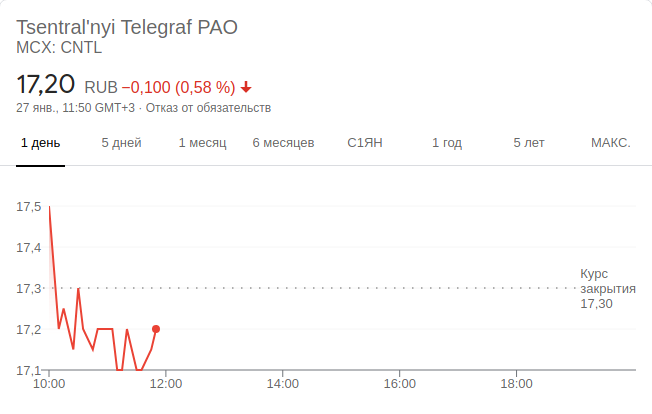 Tsentral'nyi Telegraf PAO
MCX: CNTL
17,20 RUB −0,100 (0,58 %)
27 янв., 11:50 GMT+3 · Отказ от обязательств
1 день 5 дней 1 месяц 6 месяцев С1ЯН 1 год 5 лет МАКС.
17,5
17,4
17,3
17,2
17,1
Курс
закрытия
17,30
10:00 12:00 14:00 16:00 18:00